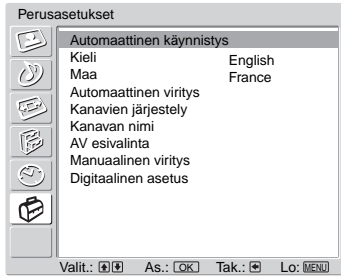 Perusasetukset
Automaattinen käynnistys
Kieli English
Maa France
Automaattinen viritys
Kanavien järjestely
Kanavan nimi
AV esivalinta
Manuaalinen viritys
Digitaalinen asetus
Valit.: As.: OK Tak.: Lo: MENU